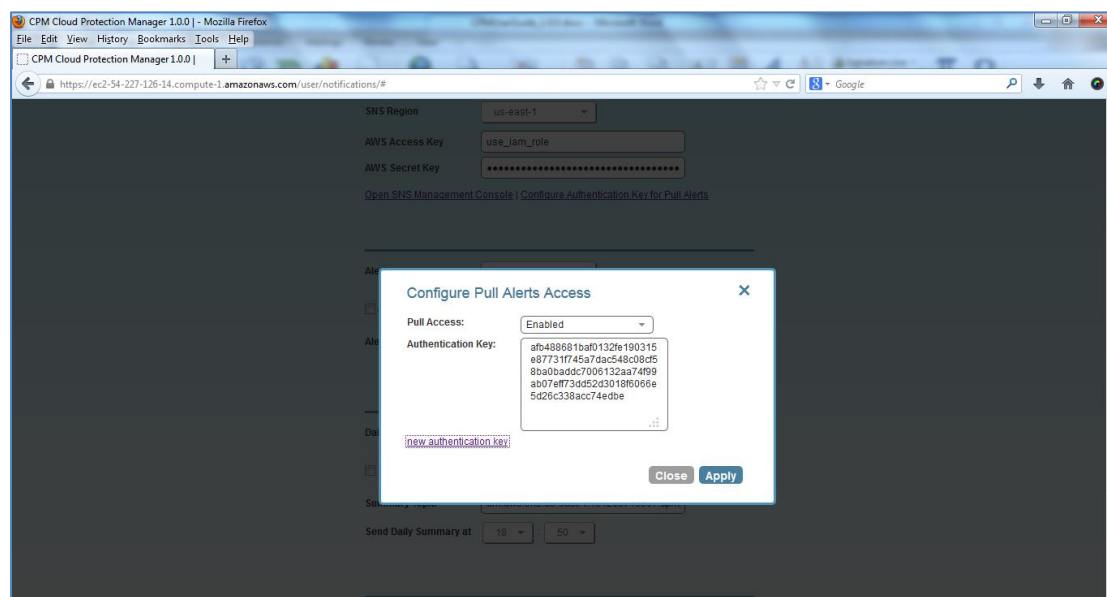 CPM Cloud Protection Manager 1.0.0 | - Mozilla Firefox
File Edit View History Bookmarks Tools Help
CPM Cloud Protection Manager 1.0.0 | +
https://ec2-54-227-126-14.compute-1.amazonaws.com/user/notifications/#
Google
SNS Region us-east-1
AWS Access Key use_iam_role
AWS Secret Key ••••••••••••••••••••••••••••••••
Open SNS Management Console | Configure Authentication Key for Pull Alerts
Configure Pull Alerts Access
Pull Access: Enabled
Authentication Key: afb488681baf0132fe190315
e87731f745a7dac548c08cf5
8ba0baddc7006132aa74f99
ab07eff73dd52d3018f6066e
5d26c338acc74edbe
new authentication key
Close Apply
Send Daily Summary at 18 : 50